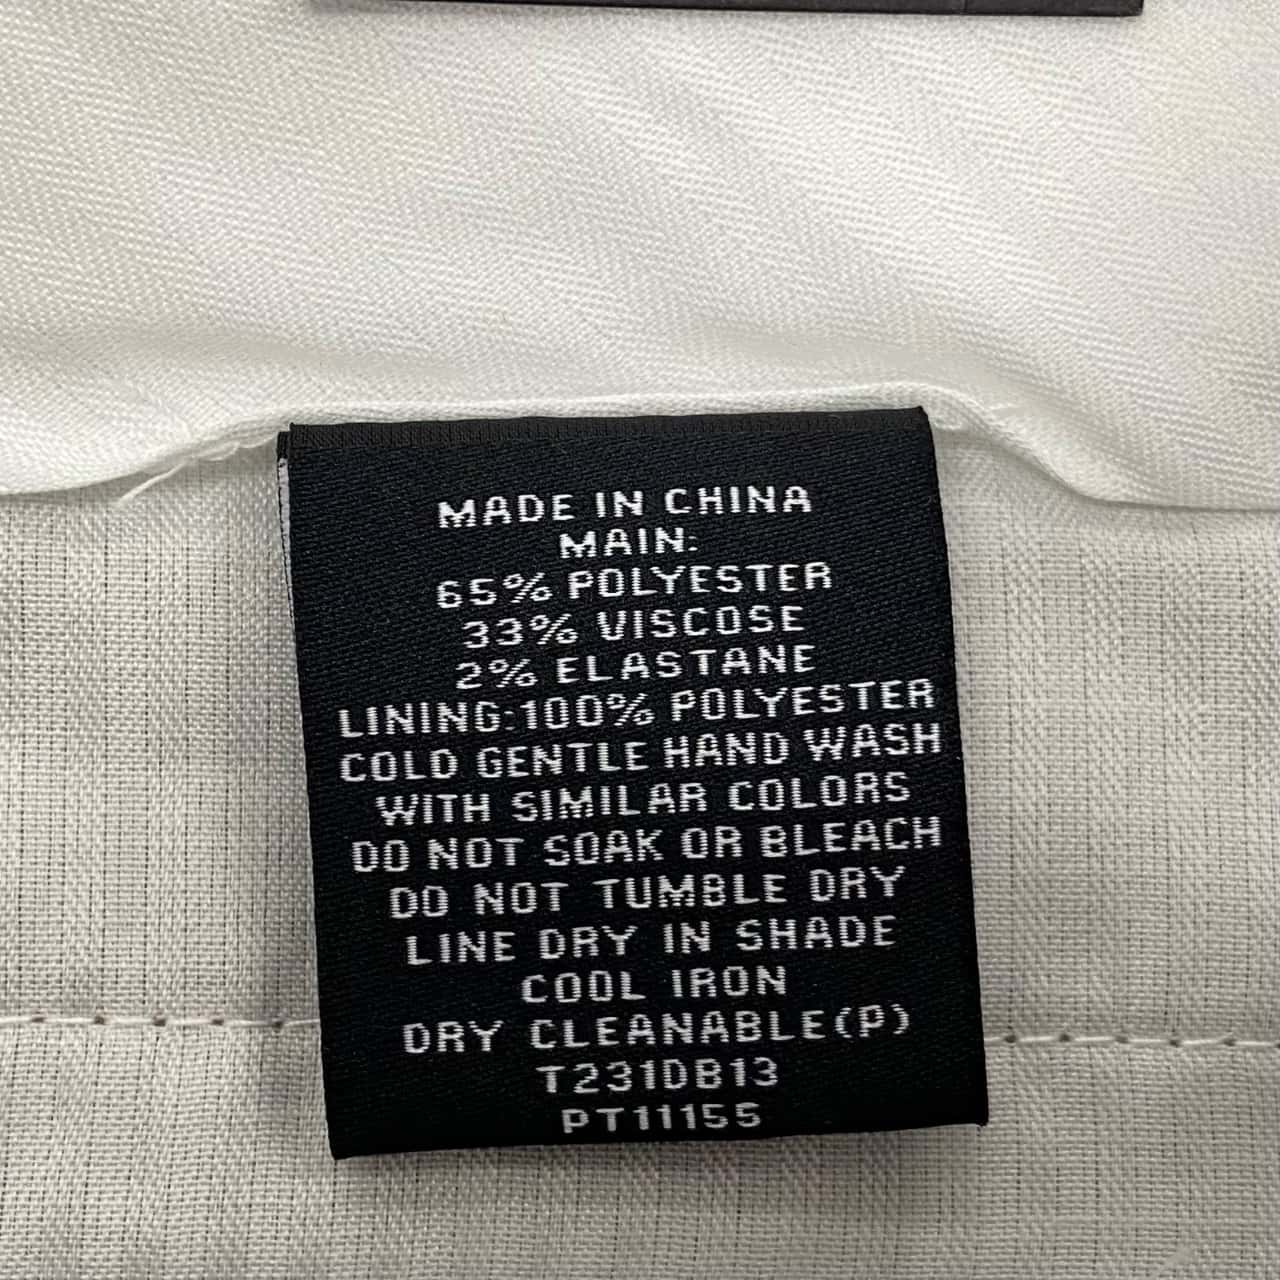 MADE IN CHINA
MAIN:
65% POLYESTER
33% VISCOSE
2% ELASTANE
LINING:100% POLYESTER
COLD GENTLE HAND WASH
WITH SIMILAR COLORS
DO NOT SOAK OR BLEACH
DO NOT TUMBLE DRY
LINE DRY IN SHADE
COOL IRON
DRY CLEANABLE(P)
T231DB13
PT11155